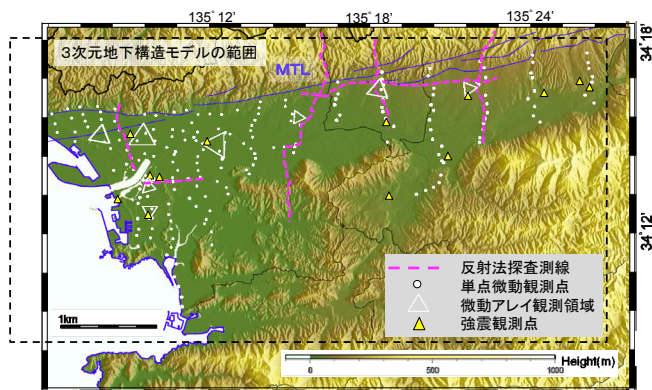 135˚ 12'
135˚ 18'
135˚ 24'
３次元地下構造モデルの範囲
MTL
34˚ 18'
34˚ 12'
反射法探査測線
単点微動観測点
微動アレイ観測領域
強震観測点
1km
0 500 1000
Height(m)